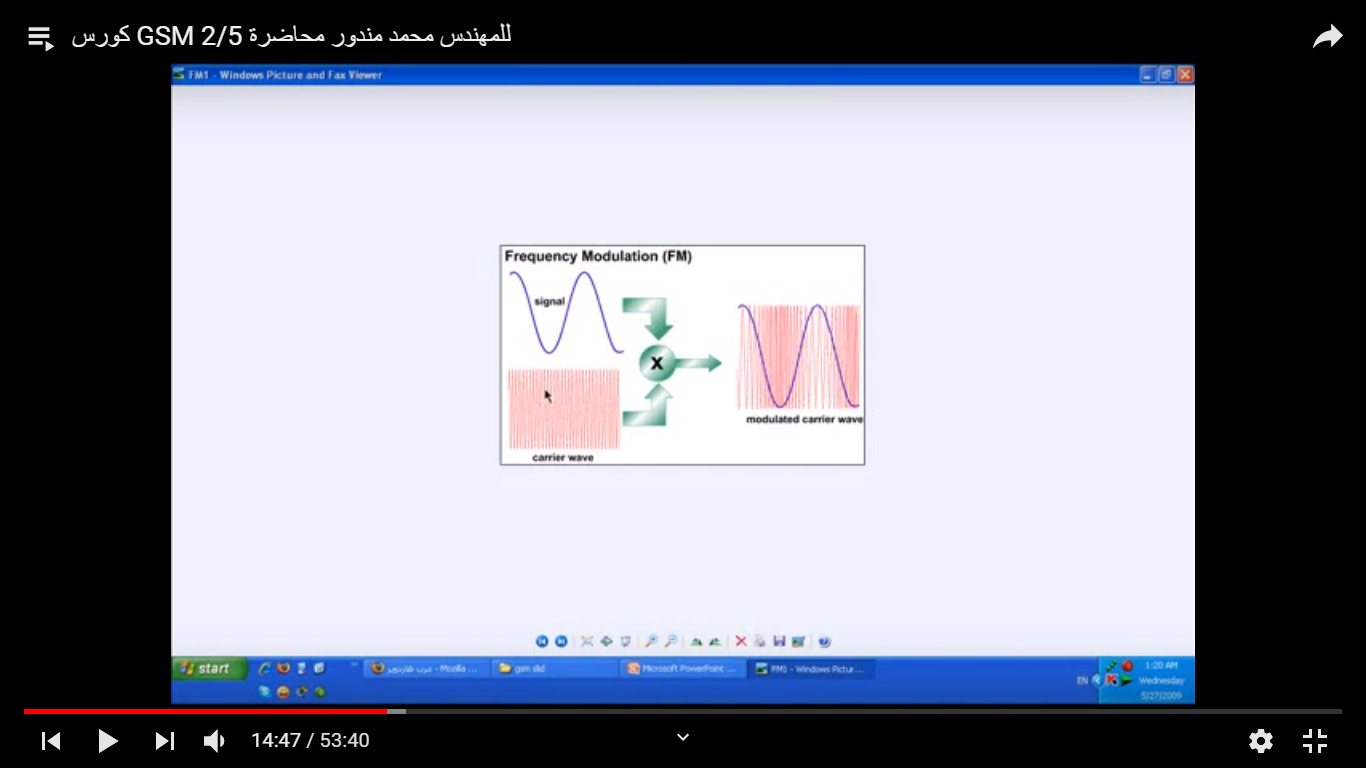 كورس GSM 2/5 للمهندس محمد مندور محاضرة
FM1 - Windows Picture and Fax Viewer
Frequency Modulation (FM)
signal
X
carrier wave
modulated carrier wave
start
- Mozilla ...
gsm sld
Microsoft PowerPoint ...
FM1 - Windows Pictur...
EN
1:20 AM
Wednesday
5/27/2009
14:47 / 53:40